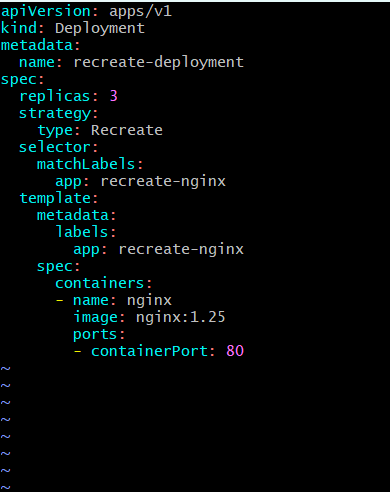 apiVersion: apps/v1
kind: Deployment
metadata:
  name: recreate-deployment
spec:
  replicas: 3
  strategy:
    type: Recreate
  selector:
    matchLabels:
      app: recreate-nginx
  template:
    metadata:
      labels:
        app: recreate-nginx
    spec:
      containers:
      - name: nginx
        image: nginx:1.25
        ports:
        - containerPort: 80
~
~
~
~
~
~
~
~